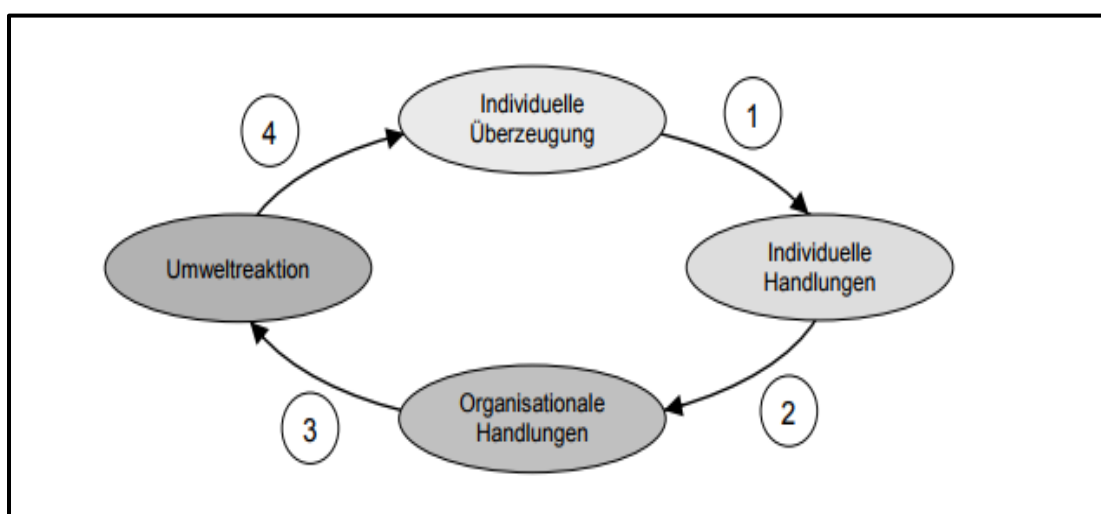 Individuelle
Überzeugung
1
Individuelle
Handlungen
2
Organisationale
Handlungen
3
Umweltreaktion
4